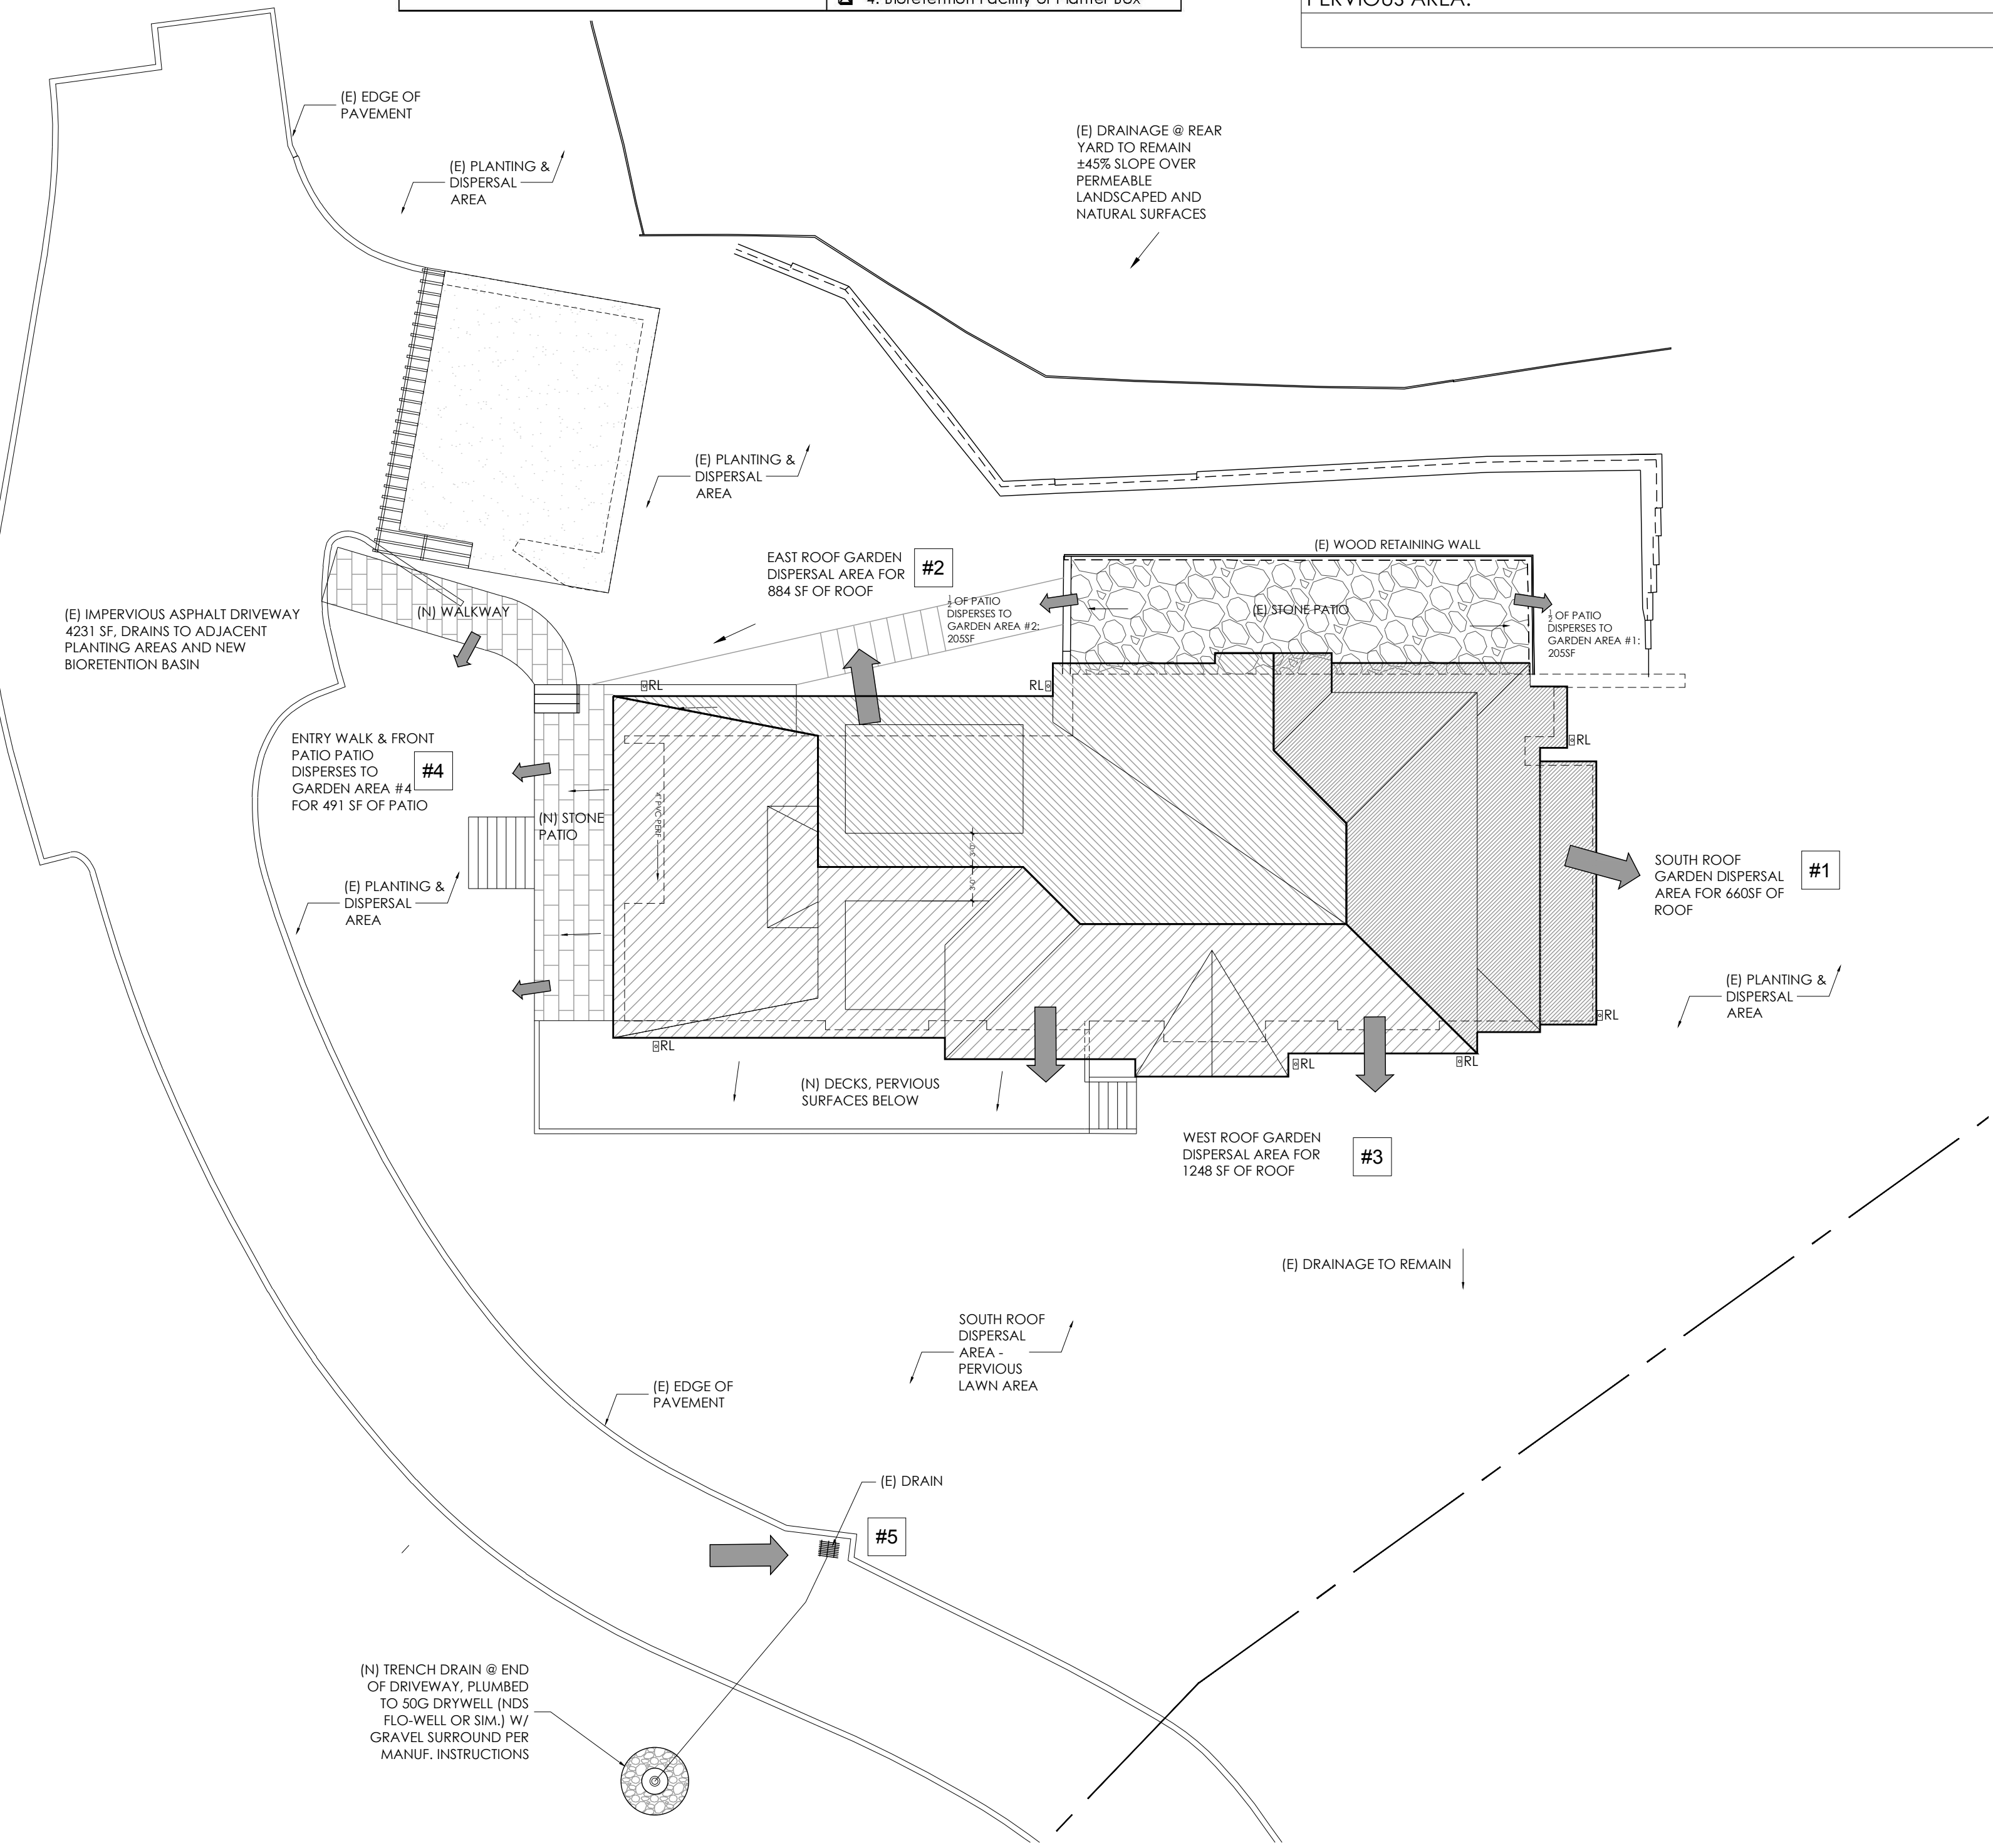 4. Bioretention Facility or Planter Box
PERVIOUS AREA:
(E) EDGE OF
PAVEMENT
(E) PLANTING &
DISPERSAL
AREA
(E) DRAINAGE @ REAR
YARD TO REMAIN
±45% SLOPE OVER
PERMEABLE
LANDSCAPED AND
NATURAL SURFACES
(E) PLANTING &
DISPERSAL
AREA
(E) WOOD RETAINING WALL
EAST ROOF GARDEN
DISPERSAL AREA FOR
884 SF OF ROOF
#2
½ OF PATIO
DISPERSES TO
GARDEN AREA #2:
205SF
(E) STONE PATIO
½ OF PATIO
DISPERSES TO
GARDEN AREA #1:
205SF
(E) IMPERVIOUS ASPHALT DRIVEWAY
4231 SF, DRAINS TO ADJACENT
PLANTING AREAS AND NEW
BIORETENTION BASIN
(N) WALKWAY
RL
RL
RL
ENTRY WALK & FRONT
PATIO PATIO
DISPERSES TO
GARDEN AREA #4
FOR 491 SF OF PATIO
#4
(N) STONE
PATIO
4" PVC PERF
3'-0"
3'-0"
SOUTH ROOF
GARDEN DISPERSAL
AREA FOR 660SF OF
ROOF
#1
(E) PLANTING &
DISPERSAL
AREA
(E) PLANTING &
DISPERSAL
AREA
RL
RL
RL
RL
(N) DECKS, PERVIOUS
SURFACES BELOW
WEST ROOF GARDEN
DISPERSAL AREA FOR
1248 SF OF ROOF
#3
(E) DRAINAGE TO REMAIN
SOUTH ROOF
DISPERSAL
AREA -
PERVIOUS
LAWN AREA
(E) EDGE OF
PAVEMENT
(E) DRAIN
#5
(N) TRENCH DRAIN @ END
OF DRIVEWAY, PLUMBED
TO 50G DRYWELL (NDS
FLO-WELL OR SIM.) W/
GRAVEL SURROUND PER
MANUF. INSTRUCTIONS